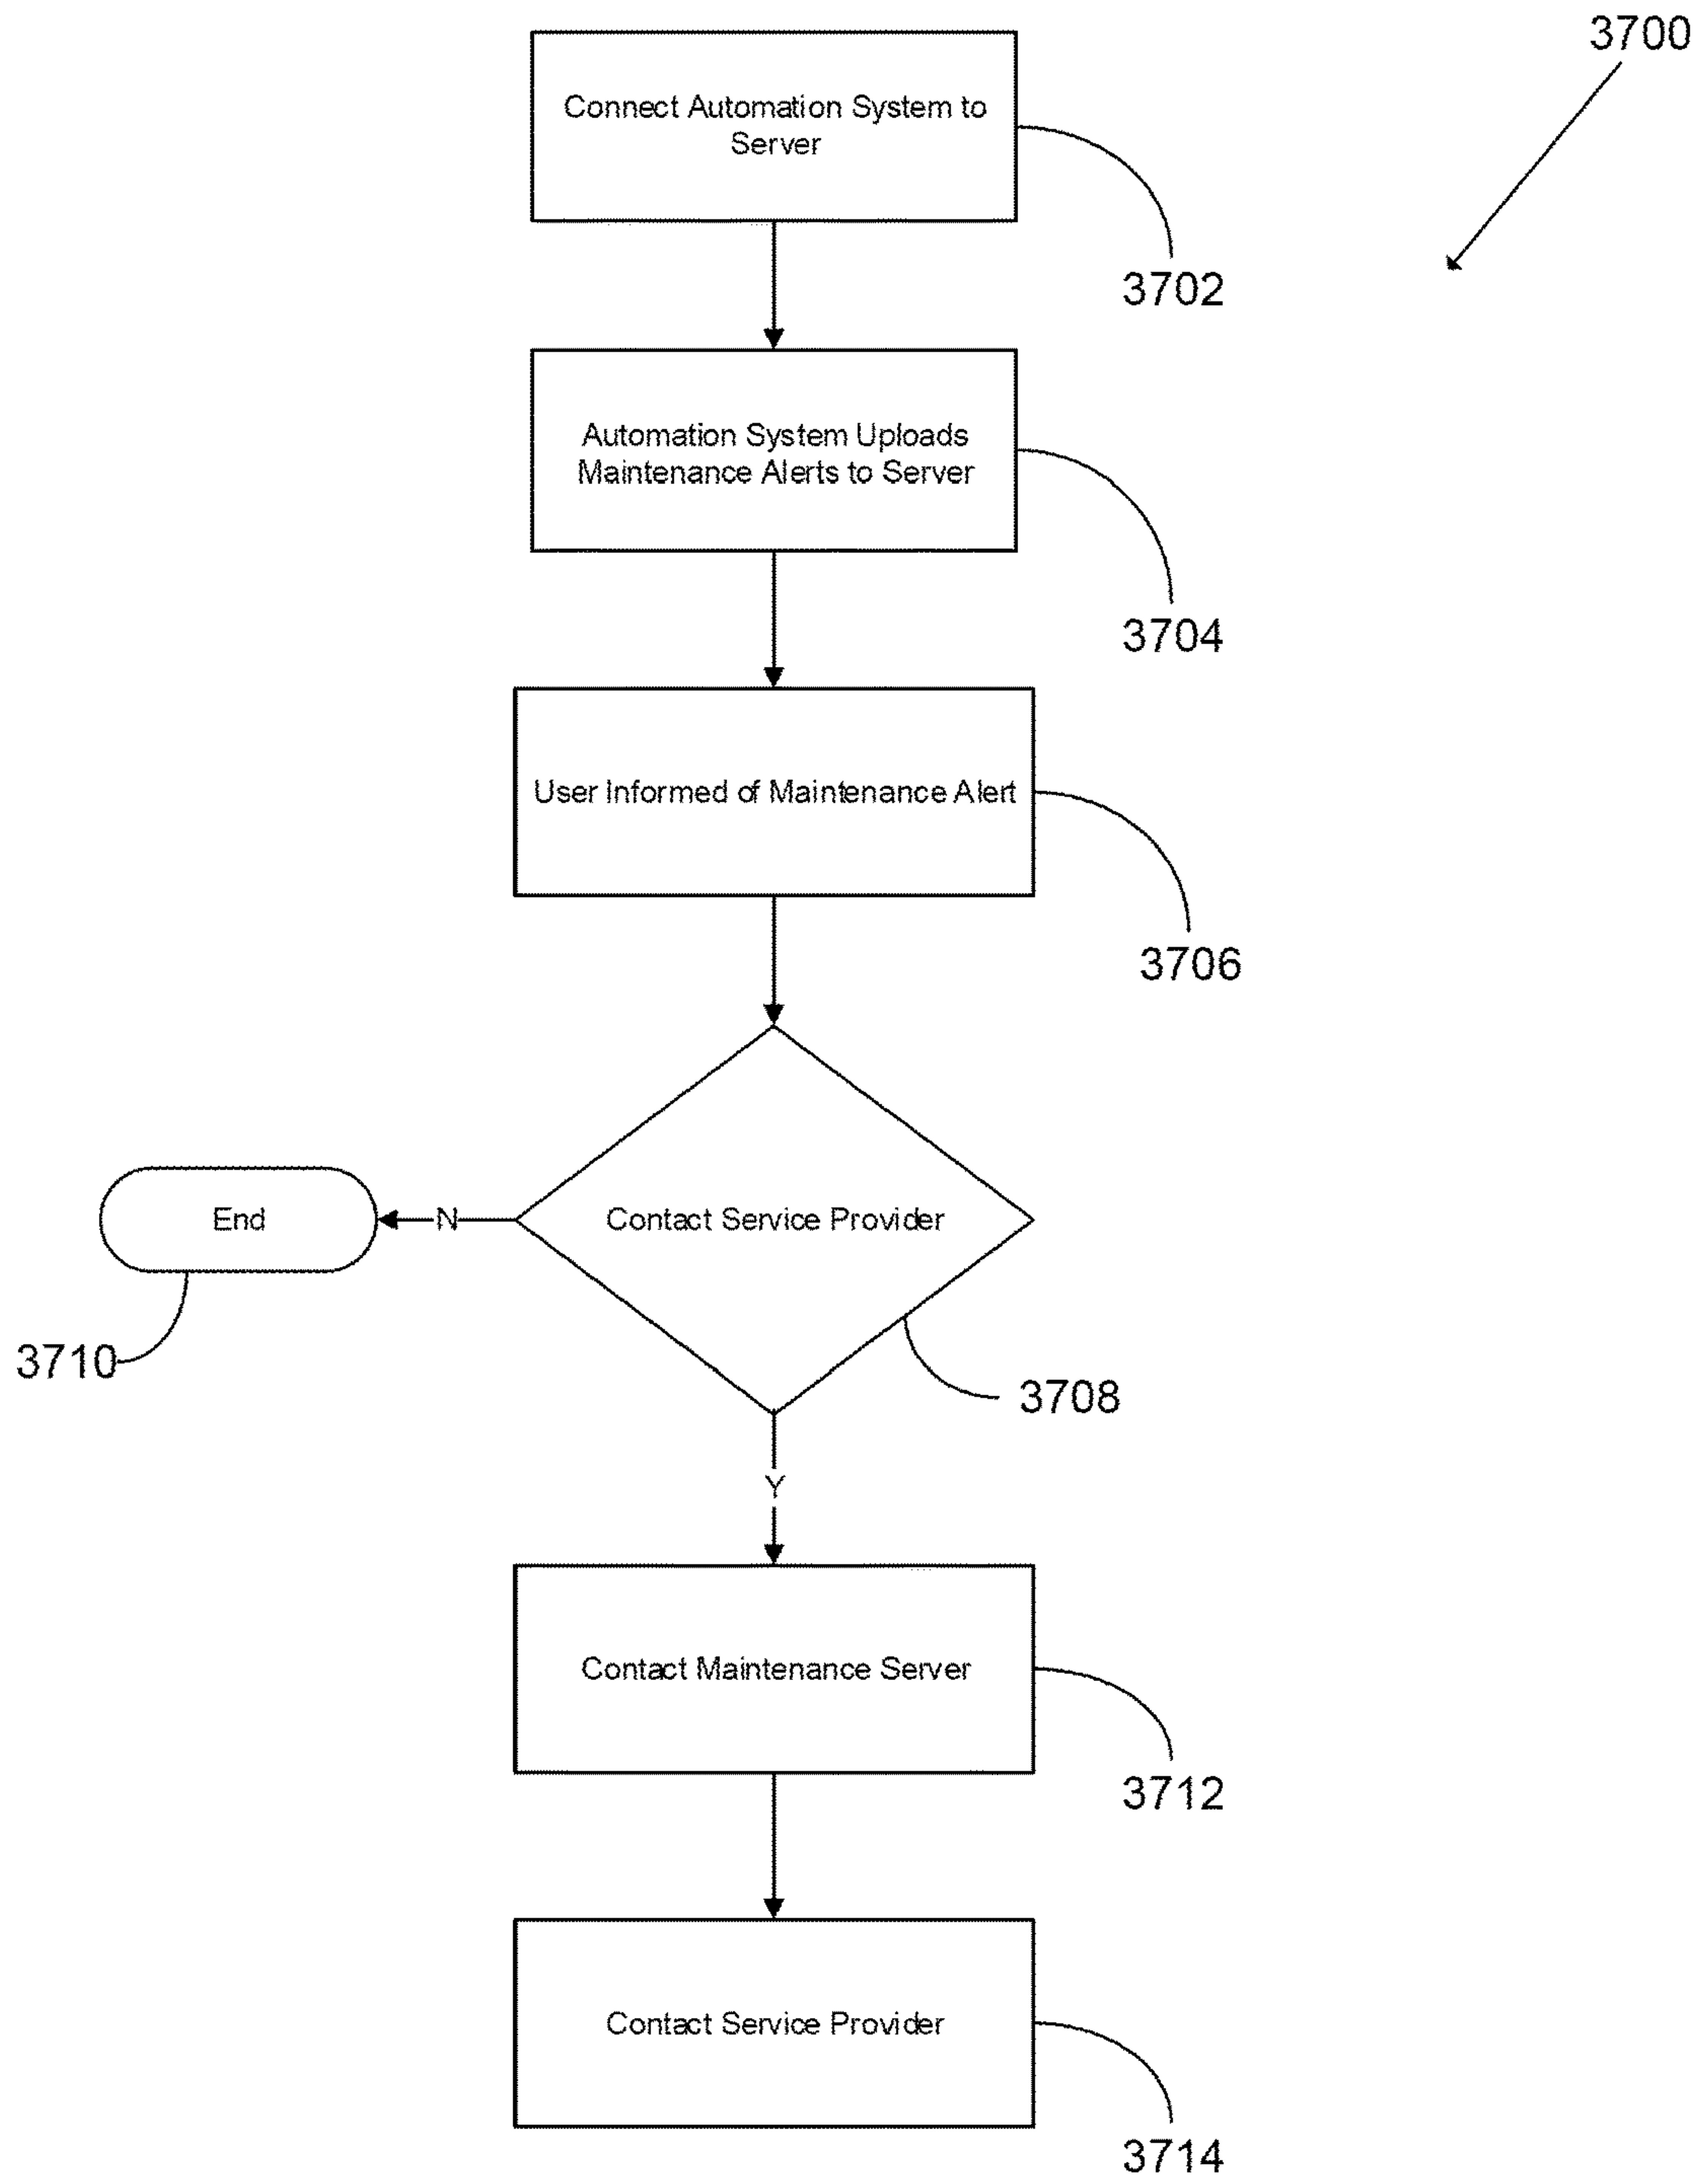 3700
Connect Automation System to
Server
3702
Automation System Uploads
Maintenance Alerts to Server
3704
User Informed of Maintenance Alert
3706
Contact Service Provider
N
End
3710
3708
Y
Contact Maintenance Server
3712
Contact Service Provider
3714